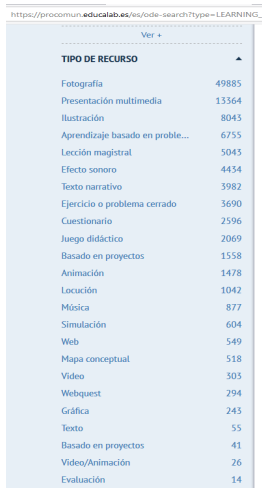 https://procomun.educalab.es/es/ode-search?type=LEARNING_
Ver +
TIPO DE RECURSO
Fotografía 49885
Presentación multimedia 13364
Ilustración 8043
Aprendizaje basado en proble... 6755
Lección magistral 5043
Efecto sonoro 4434
Texto narrativo 3982
Ejercicio o problema cerrado 3690
Cuestionario 2596
Juego didáctico 2069
Basado en proyectos 1558
Animación 1478
Locución 1042
Música 877
Simulación 604
Web 549
Mapa conceptual 518
Video 303
Webquest 294
Gráfica 243
Texto 55
Basado en proyectos 41
Video/Animación 26
Evaluación 14